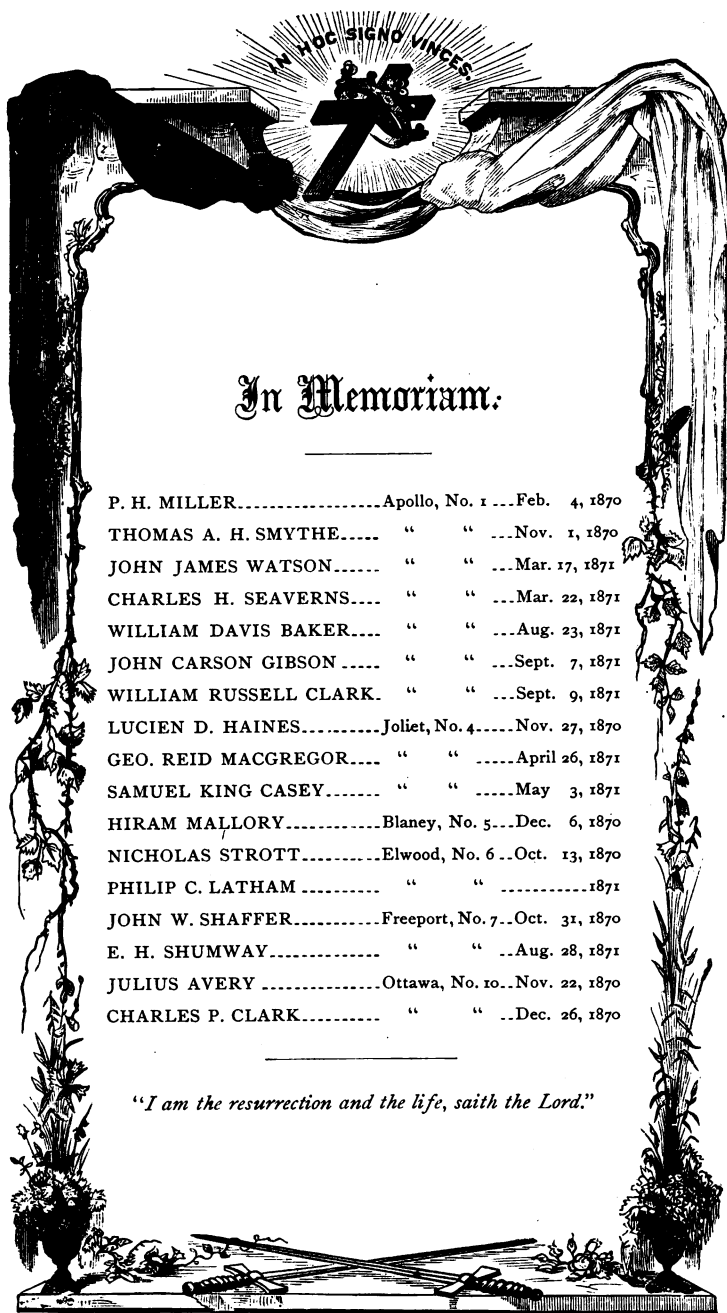 IN HOC SIGNO VINCES.
In Memoriam.
P. H. MILLER Apollo, No. 1 Feb. 4, 1870
THOMAS A. H. SMYTHE " " Nov. 1, 1870
JOHN JAMES WATSON " " Mar. 17, 1871
CHARLES H. SEAVERNS " " Mar. 22, 1871
WILLIAM DAVIS BAKER " " Aug. 23, 1871
JOHN CARSON GIBSON " " Sept. 7, 1871
WILLIAM RUSSELL CLARK " " Sept. 9, 1871
LUCIEN D. HAINES Joliet, No. 4 Nov. 27, 1870
GEO. REID MACGREGOR " " April 26, 1871
SAMUEL KING CASEY " " May 3, 1871
HIRAM MALLORY Blaney, No. 5 Dec. 6, 1870
NICHOLAS STROTT Elwood, No. 6 Oct. 13, 1870
PHILIP C. LATHAM " " 1871
JOHN W. SHAFFER Freeport, No. 7 Oct. 31, 1870
E. H. SHUMWAY " " Aug. 28, 1871
JULIUS AVERY Ottawa, No. 10 Nov. 22, 1870
CHARLES P. CLARK " " Dec. 26, 1870
"I am the resurrection and the life, saith the Lord."